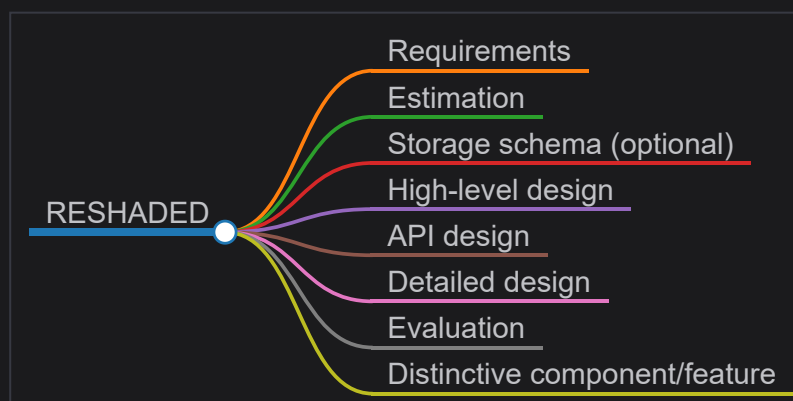 RESHADED
Requirements
Estimation
Storage schema (optional)
High-level design
API design
Detailed design
Evaluation
Distinctive component/feature